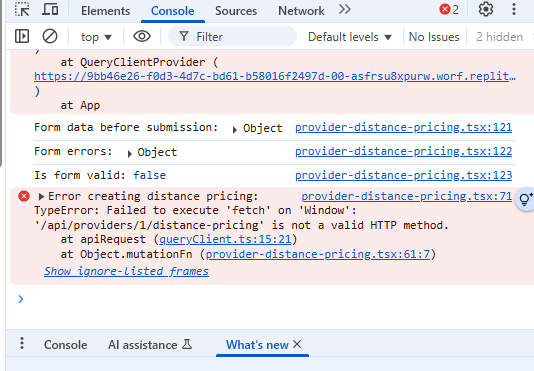 Elements Console Sources Network 2
top Filter Default levels No Issues 2 hidden
)
at QueryClientProvider (
https://9bb46e26-f0d3-4d7c-bd61-b58016f2497d-00-asfrsu8xpurw.worf.replit…
)
at App
Form data before submission: Object provider-distance-pricing.tsx:121
Form errors: Object provider-distance-pricing.tsx:122
Is form valid: false provider-distance-pricing.tsx:123
Error creating distance pricing: provider-distance-pricing.tsx:71
TypeError: Failed to execute 'fetch' on 'Window':
'/api/providers/1/distance-pricing' is not a valid HTTP method.
at apiRequest (queryClient.ts:15:21)
at Object.mutationFn (provider-distance-pricing.tsx:61:7)
Show ignore-listed frames
Console AI assistance What's new